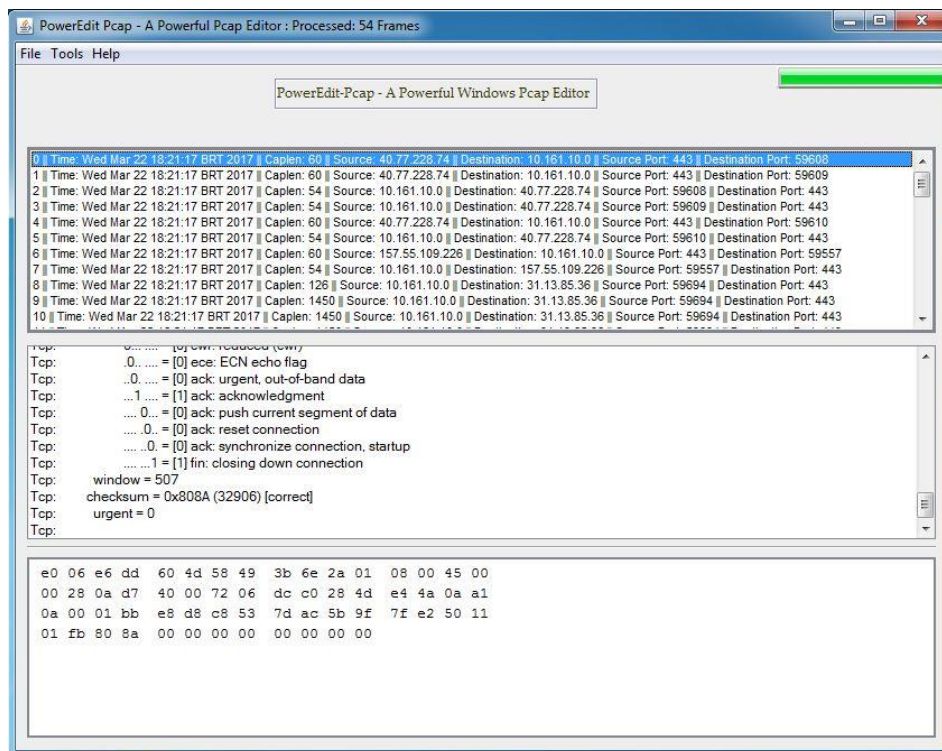 PowerEdit Pcap - A Powerful Pcap Editor : Processed: 54 Frames
File Tools Help
PowerEdit-Pcap - A Powerful Windows Pcap Editor
0 || Time: Wed Mar 22 18:21:17 BRT 2017 || Caplen: 60 || Source: 40.77.228.74 || Destination: 10.161.10.0 || Source Port: 443 || Destination Port: 59608
1 || Time: Wed Mar 22 18:21:17 BRT 2017 || Caplen: 60 || Source: 40.77.228.74 || Destination: 10.161.10.0 || Source Port: 443 || Destination Port: 59609
2 || Time: Wed Mar 22 18:21:17 BRT 2017 || Caplen: 54 || Source: 10.161.10.0 || Destination: 40.77.228.74 || Source Port: 59608 || Destination Port: 443
3 || Time: Wed Mar 22 18:21:17 BRT 2017 || Caplen: 54 || Source: 10.161.10.0 || Destination: 40.77.228.74 || Source Port: 59609 || Destination Port: 443
4 || Time: Wed Mar 22 18:21:17 BRT 2017 || Caplen: 60 || Source: 40.77.228.74 || Destination: 10.161.10.0 || Source Port: 443 || Destination Port: 59610
5 || Time: Wed Mar 22 18:21:17 BRT 2017 || Caplen: 54 || Source: 10.161.10.0 || Destination: 40.77.228.74 || Source Port: 59610 || Destination Port: 443
6 || Time: Wed Mar 22 18:21:17 BRT 2017 || Caplen: 60 || Source: 157.55.109.226 || Destination: 10.161.10.0 || Source Port: 443 || Destination Port: 59557
7 || Time: Wed Mar 22 18:21:17 BRT 2017 || Caplen: 54 || Source: 10.161.10.0 || Destination: 157.55.109.226 || Source Port: 59557 || Destination Port: 443
8 || Time: Wed Mar 22 18:21:17 BRT 2017 || Caplen: 126 || Source: 10.161.10.0 || Destination: 31.13.85.36 || Source Port: 59694 || Destination Port: 443
9 || Time: Wed Mar 22 18:21:17 BRT 2017 || Caplen: 1450 || Source: 10.161.10.0 || Destination: 31.13.85.36 || Source Port: 59694 || Destination Port: 443
10 || Time: Wed Mar 22 18:21:17 BRT 2017 || Caplen: 1450 || Source: 10.161.10.0 || Destination: 31.13.85.36 || Source Port: 59694 || Destination Port: 443
Tcp: 0... .... = [0] cwr: reduced (cwr)
Tcp: .0.. .... = [0] ece: ECN echo flag
Tcp: ..0. .... = [0] ack: urgent, out-of-band data
Tcp: ...1 .... = [1] ack: acknowledgment
Tcp: .... 0... = [0] ack: push current segment of data
Tcp: .... .0.. = [0] ack: reset connection
Tcp: .... ..0. = [0] ack: synchronize connection, startup
Tcp: .... ...1 = [1] fin: closing down connection
Tcp: window = 507
Tcp: checksum = 0x808A (32906) [correct]
Tcp: urgent = 0
Tcp:
e0 06 e6 dd 60 4d 58 49 3b 6e 2a 01 08 00 45 00
00 28 0a d7 40 00 72 06 dc c0 28 4d e4 4a 0a a1
0a 00 01 bb e8 d8 c8 53 7d ac 5b 9f 7f e2 50 11
01 fb 80 8a 00 00 00 00 00 00 00 00